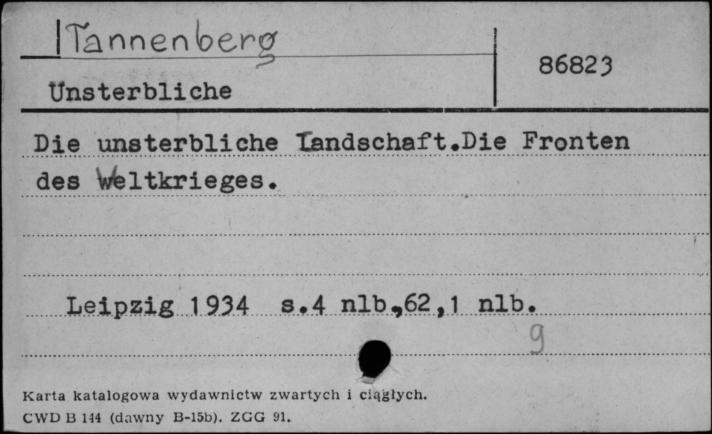 Tannenberg
86823
Unsterbliche
Die unsterbliche Landschaft.Die Fronten
des Weltkrieges.
Leipzig 1934 s.4 nlb.,62,1 nlb.
g
Karta katalogowa wydawnictw zwartych i ciągłych.
CWD B 144 (dawny B-15b). ZGG 91.